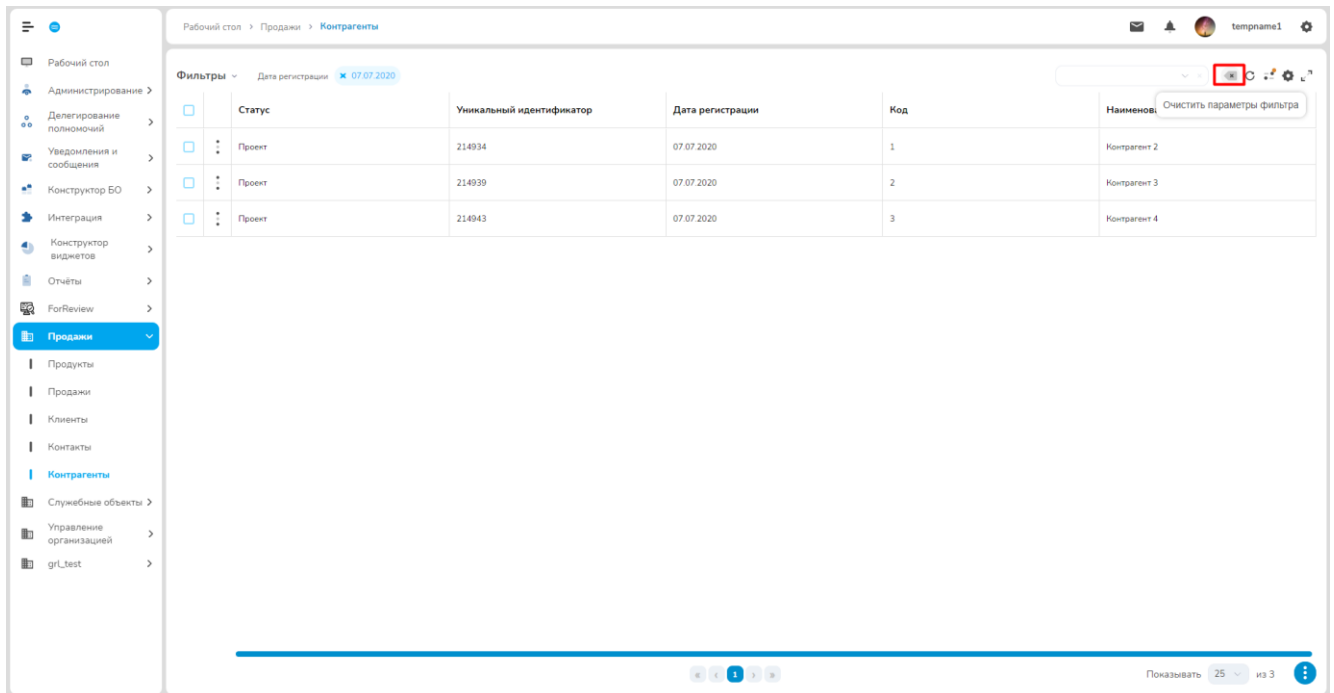 Рабочий стол > Продажи > Контрагенты
tempname1
Рабочий стол
Администрирование
Делегирование
полномочий
Уведомления и
сообщения
Конструктор БО
Интеграция
Конструктор
виджетов
Отчёты
ForReview
Продажи
Продукты
Продажи
Клиенты
Контакты
Контрагенты
Служебные объекты
Управление
организацией
grl_test
Фильтры Дата регистрации × 07.07.2020
Очистить параметры фильтра
Статус Уникальный идентификатор Дата регистрации Код
Проект 214934 07.07.2020 1 Контрагент 2
Проект 214939 07.07.2020 2 Контрагент 3
Проект 214943 07.07.2020 3 Контрагент 4
« ‹ 1 › »
Показывать 25 из 3